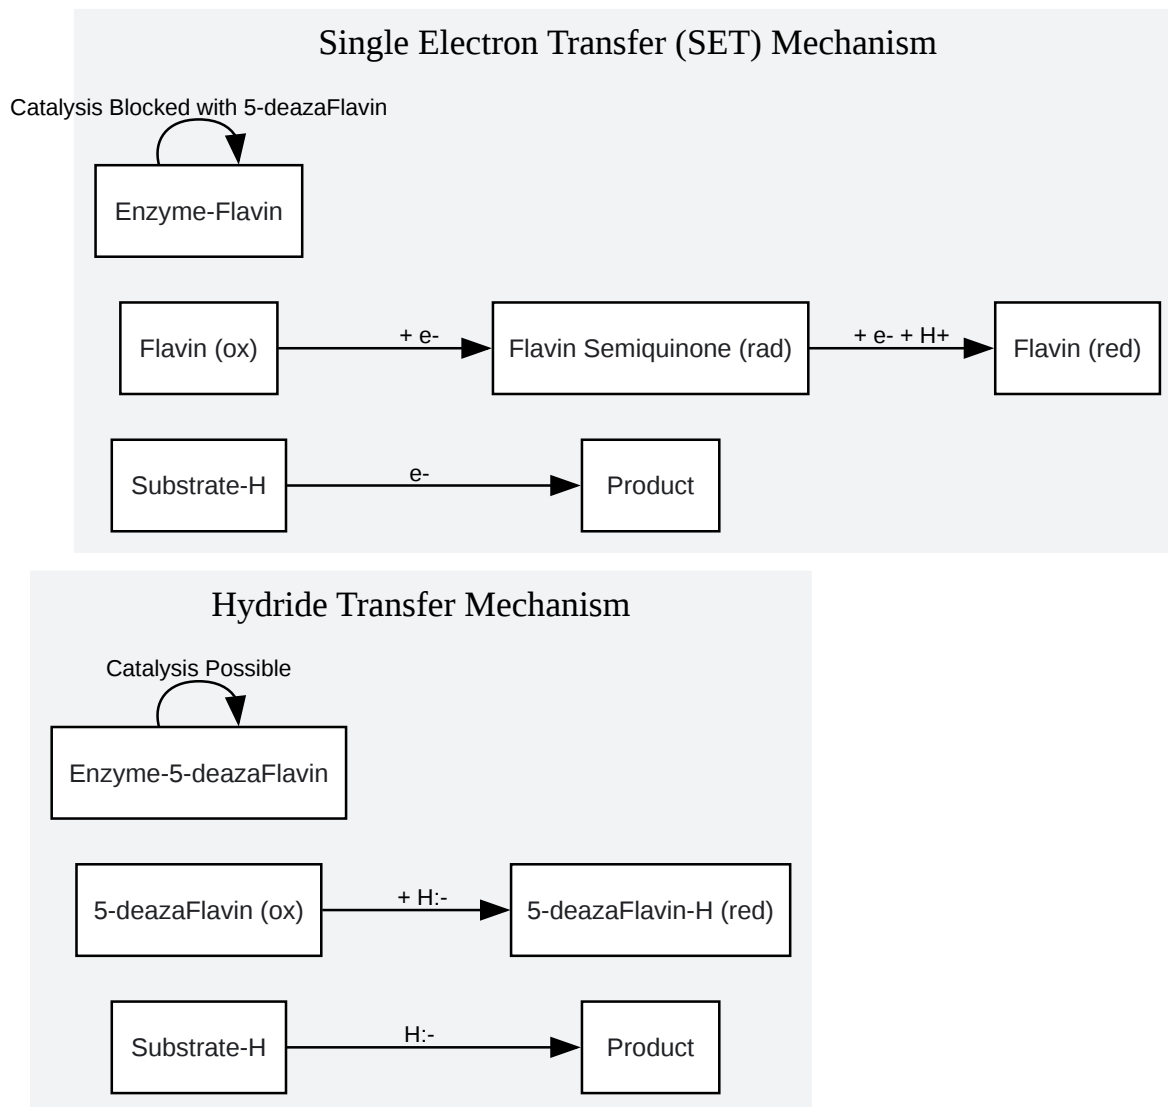 Single Electron Transfer (SET) Mechanism
Catalysis Blocked with 5-deazaFlavin
Enzyme-Flavin
Flavin (ox)
+ e-
Flavin Semiquinone (rad)
+ e- + H+
Flavin (red)
Substrate-H
e-
Product
Hydride Transfer Mechanism
Catalysis Possible
Enzyme-5-deazaFlavin
5-deazaFlavin (ox)
+ H:-
5-deazaFlavin-H (red)
Substrate-H
H:-
Product